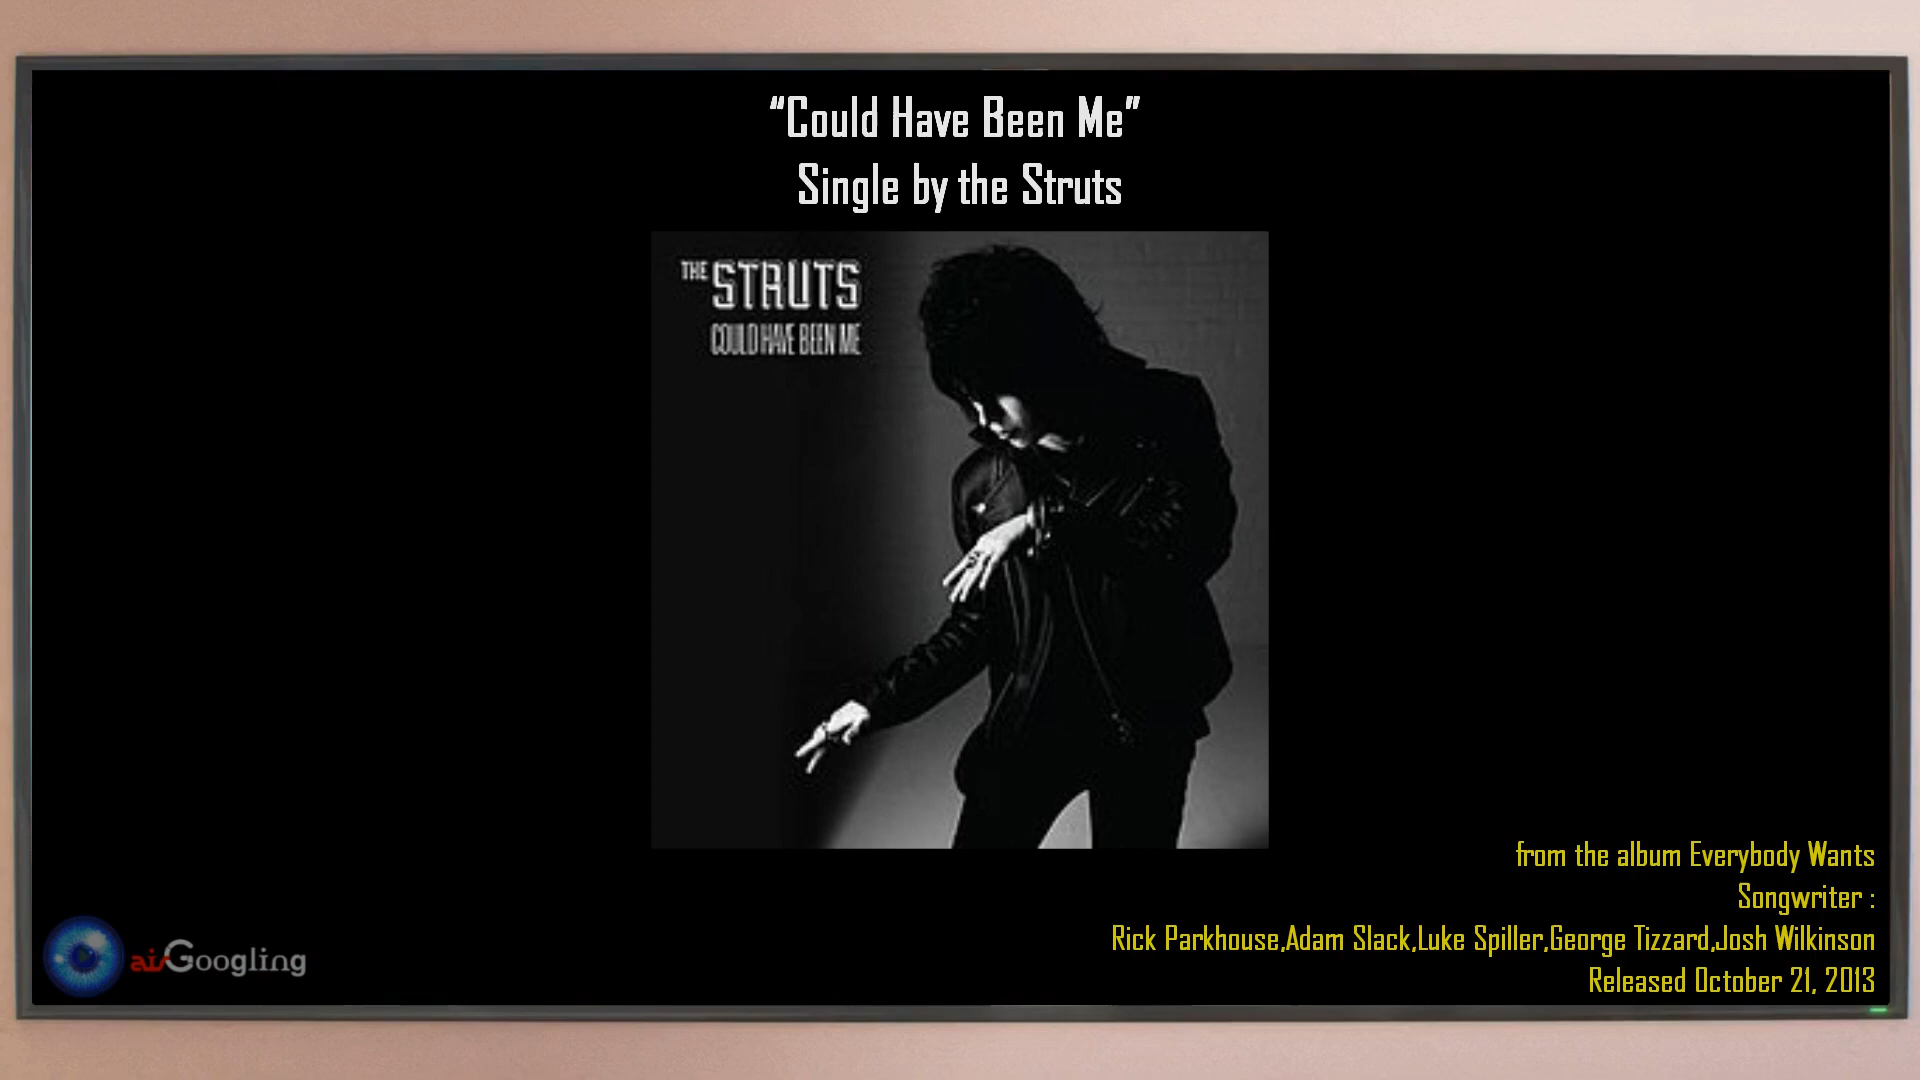 “Could Have Been Me”
Single by the Struts
THE STRUTS
COULD HAVE BEEN ME
from the album Everybody Wants
Songwriter :
Rick Parkhouse,Adam Slack,Luke Spiller,George Tizzard,Josh Wilkinson
Released October 21, 2013
airGoogling